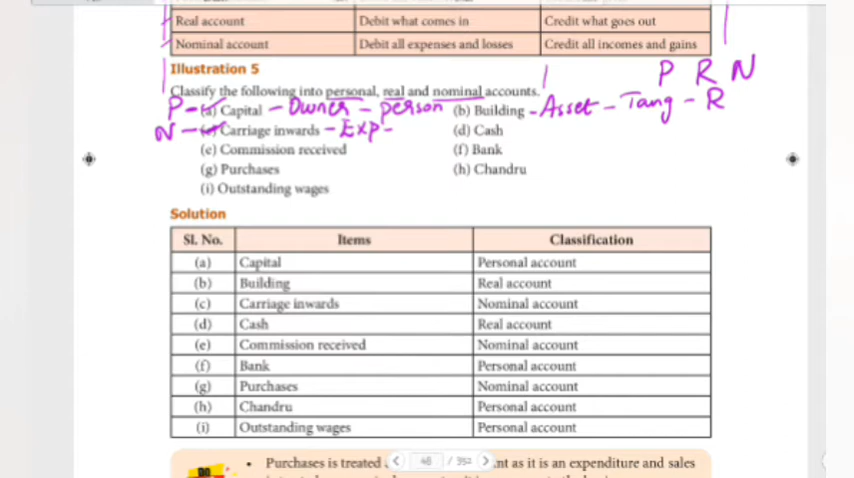 Real account Debit what comes in Credit what goes out
Nominal account Debit all expenses and losses Credit all incomes and gains
P R N
Illustration 5
Classify the following into personal, real and nominal accounts.
P - (a) Capital - Owner - person (b) Building - Asset - Tang - R
N - (c) Carriage inwards - EXP - (d) Cash
(e) Commission received (f) Bank
(g) Purchases (h) Chandru
(i) Outstanding wages
Solution
Sl. No. Items Classification
(a) Capital Personal account
(b) Building Real account
(c) Carriage inwards Nominal account
(d) Cash Real account
(e) Commission received Nominal account
(f) Bank Personal account
(g) Purchases Nominal account
(h) Chandru Personal account
(i) Outstanding wages Personal account
• Purchases is treated < 48 / 352 > nt as it is an expenditure and sales